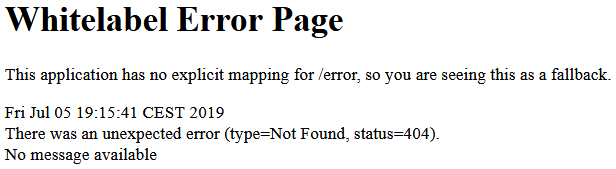 Whitelabel Error Page
This application has no explicit mapping for /error, so you are seeing this as a fallback.
Fri Jul 05 19:15:41 CEST 2019
There was an unexpected error (type=Not Found, status=404).
No message available